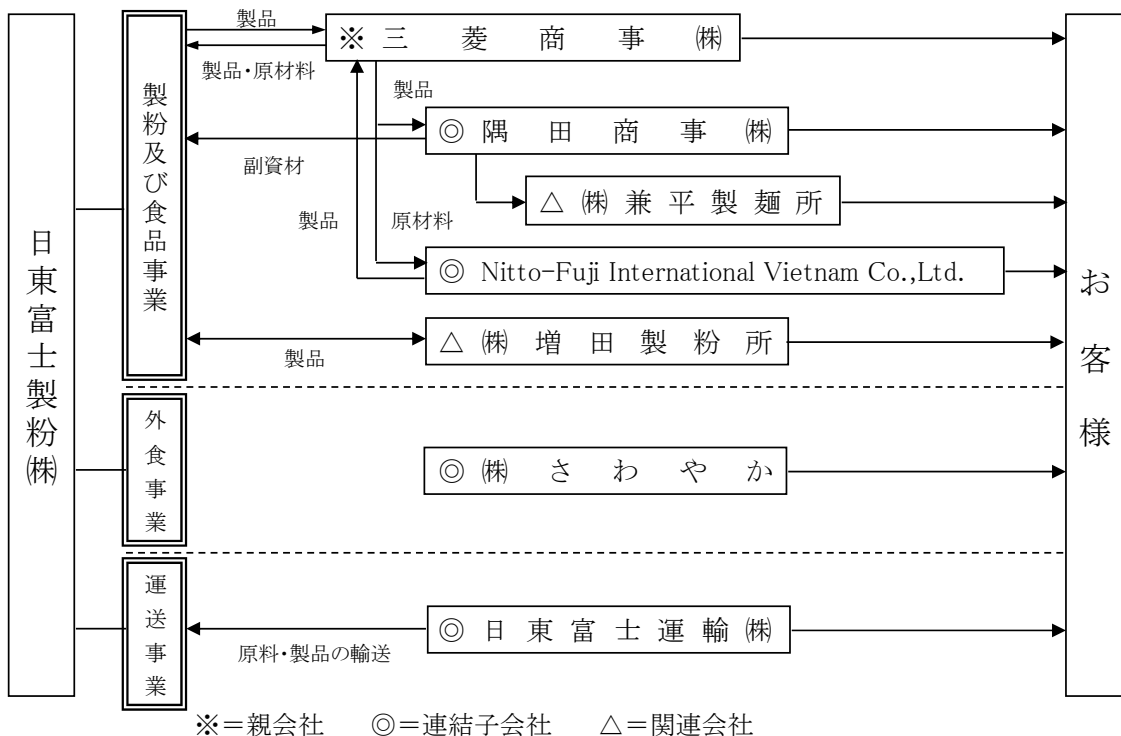 日東富士製粉㈱
製粉及び食品事業
製品
※ 三菱商事㈱
製品・原材料
製品
◎ 隅田商事㈱
副資材
△ ㈱兼平製麺所
製品
原材料
◎ Nitto-Fuji International Vietnam Co.,Ltd.
△ ㈱増田製粉所
製品
外食事業
◎ ㈱さわやか
運送事業
◎ 日東富士運輸㈱
原料・製品の輸送
お客様
※＝親会社 ◎＝連結子会社 △＝関連会社